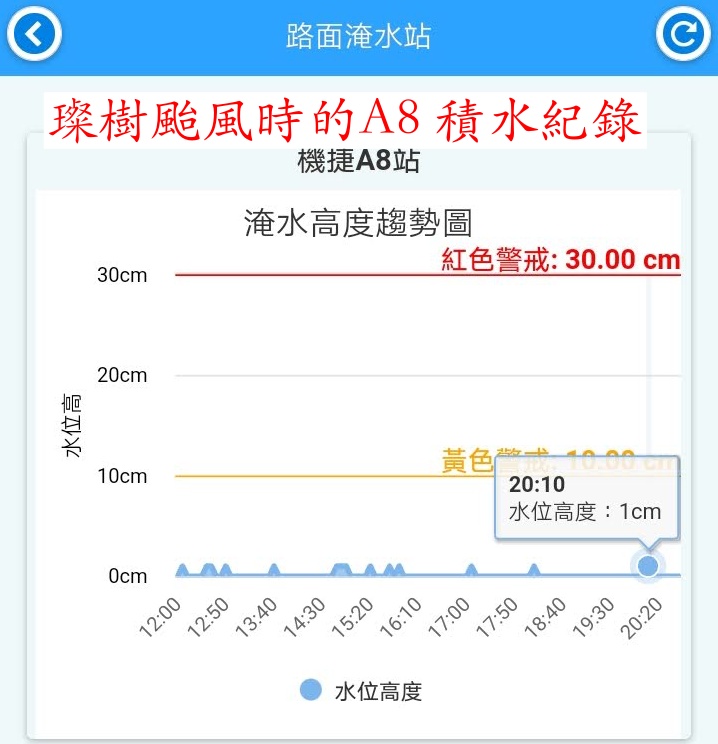 路面淹水站
璨樹颱風時的A8 積水紀錄
機捷A8站
淹水高度趨勢圖
紅色警戒: 30.00 cm
30cm
20cm
水位高
黃色警戒: 10.00 cm
10cm
20:10
水位高度：1cm
0cm
12:00
12:50
13:40
14:30
15:20
16:10
17:00
17:50
18:40
19:30
20:20
水位高度